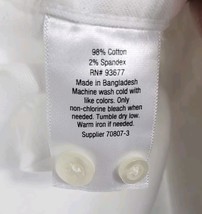 98% Cotton
2% Spandex
RN# 93677
Made in Bangladesh
Machine wash cold with
like colors. Only
non-chlorine bleach when
needed. Tumble dry low.
Warm iron if needed.
Supplier 70807-3